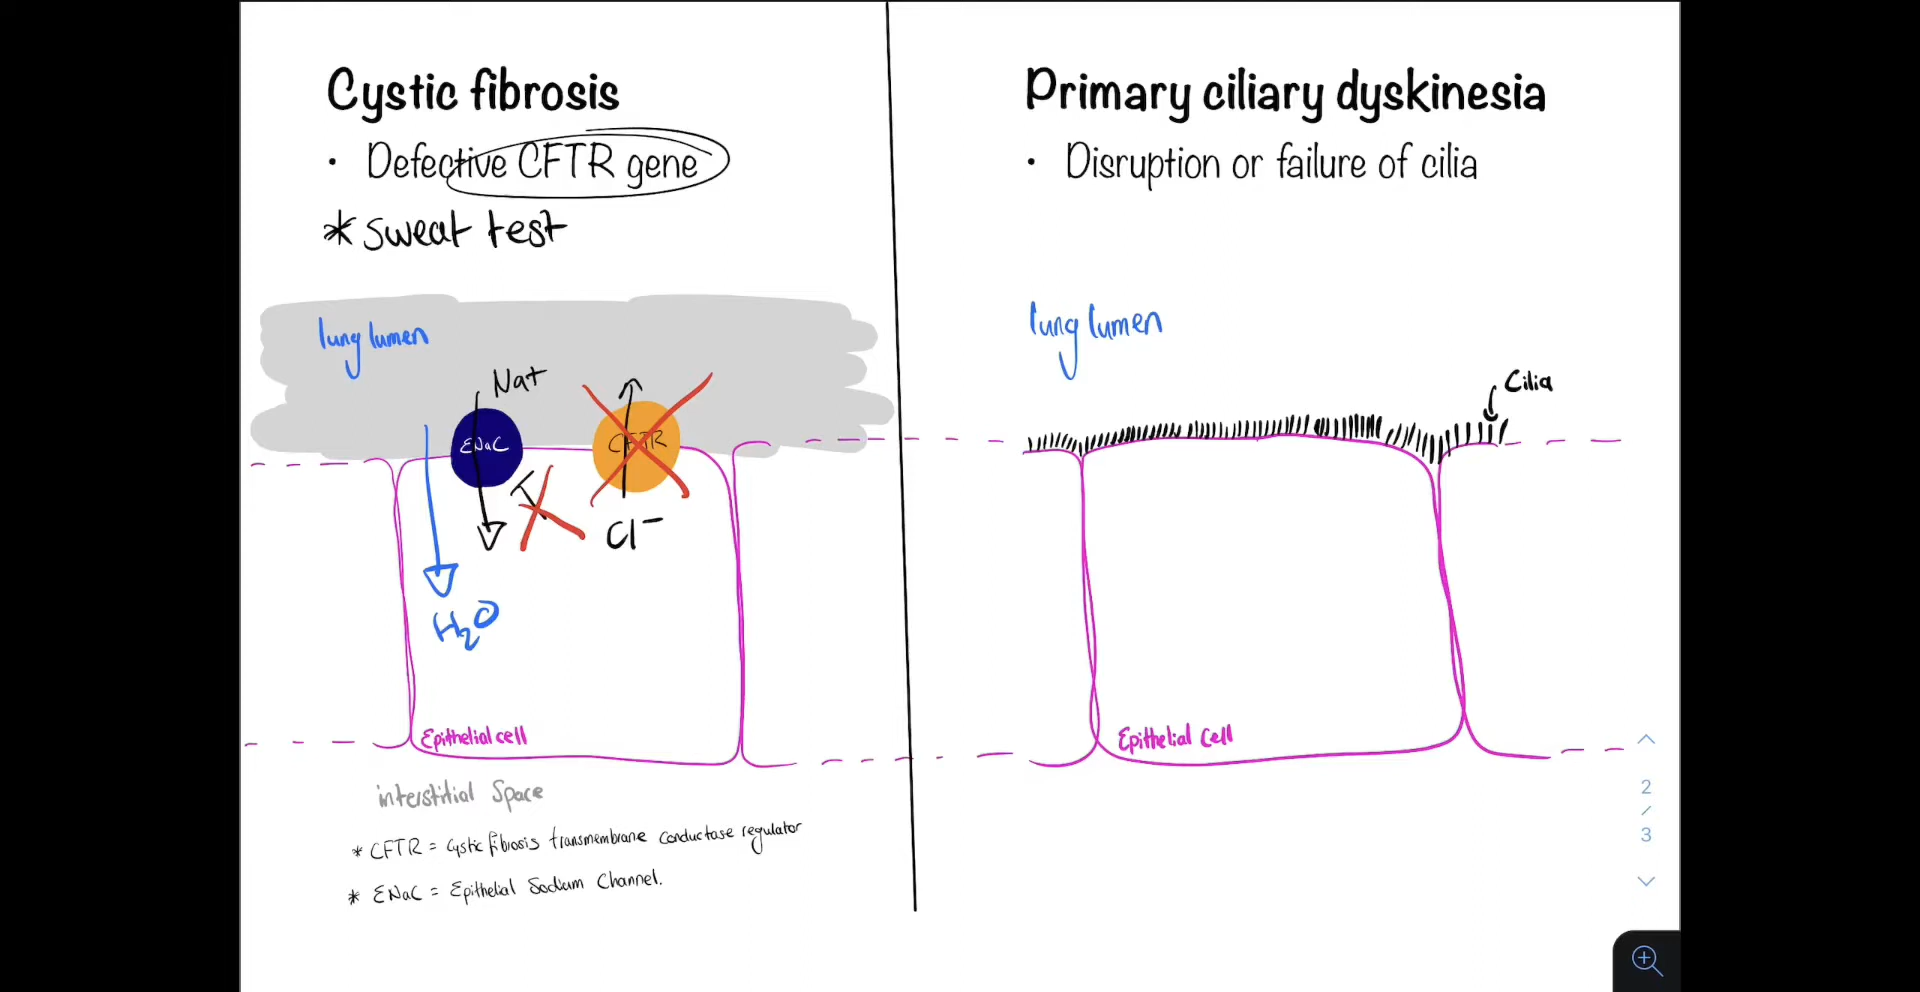 Cystic fibrosis
• Defective CFTR gene
* sweat test
lung lumen
Na+
ENaC
CFTR
Cl-
H2O
Epithelial cell
interstitial Space
* CFTR = Cystic fibrosis transmembrane conductase regulator
* ENaC = Epithelial Sodium Channel.
Primary ciliary dyskinesia
• Disruption or failure of cilia
lung lumen
Cilia
Epithelial Cell
2
/
3